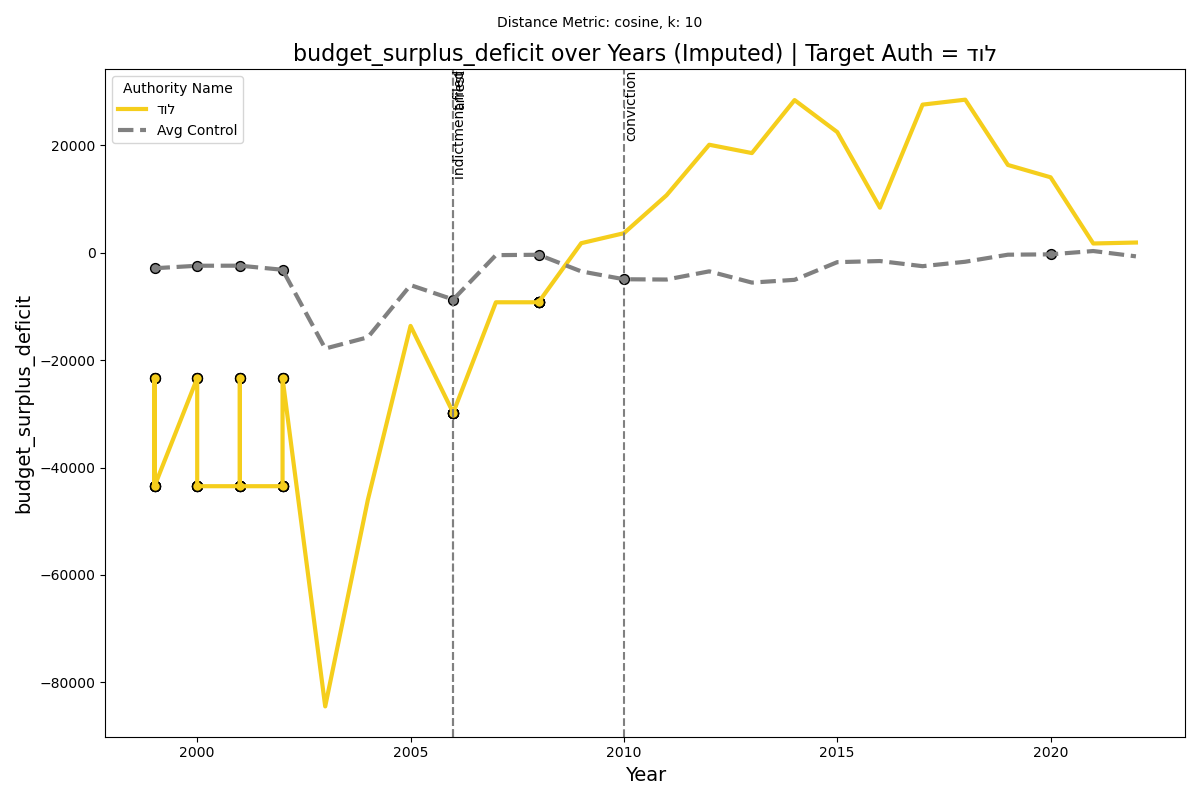 Distance Metric: cosine, k: 10
budget_surplus_deficit over Years (Imputed) | Target Auth = לוד
Authority Name
לוד
Avg Control
conviction
20000
0
−20000
−40000
−60000
−80000
budget_surplus_deficit
2000
2005
2010
2015
2020
Year